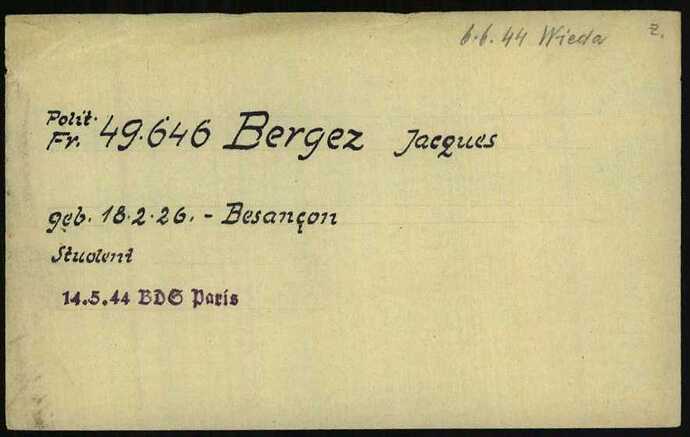 6.6.44 Wieda z.
Polit.
Fr. 49.646 Bergez Jacques
geb. 18.2.26. - Besançon
Student
14.5.44 BDS Paris